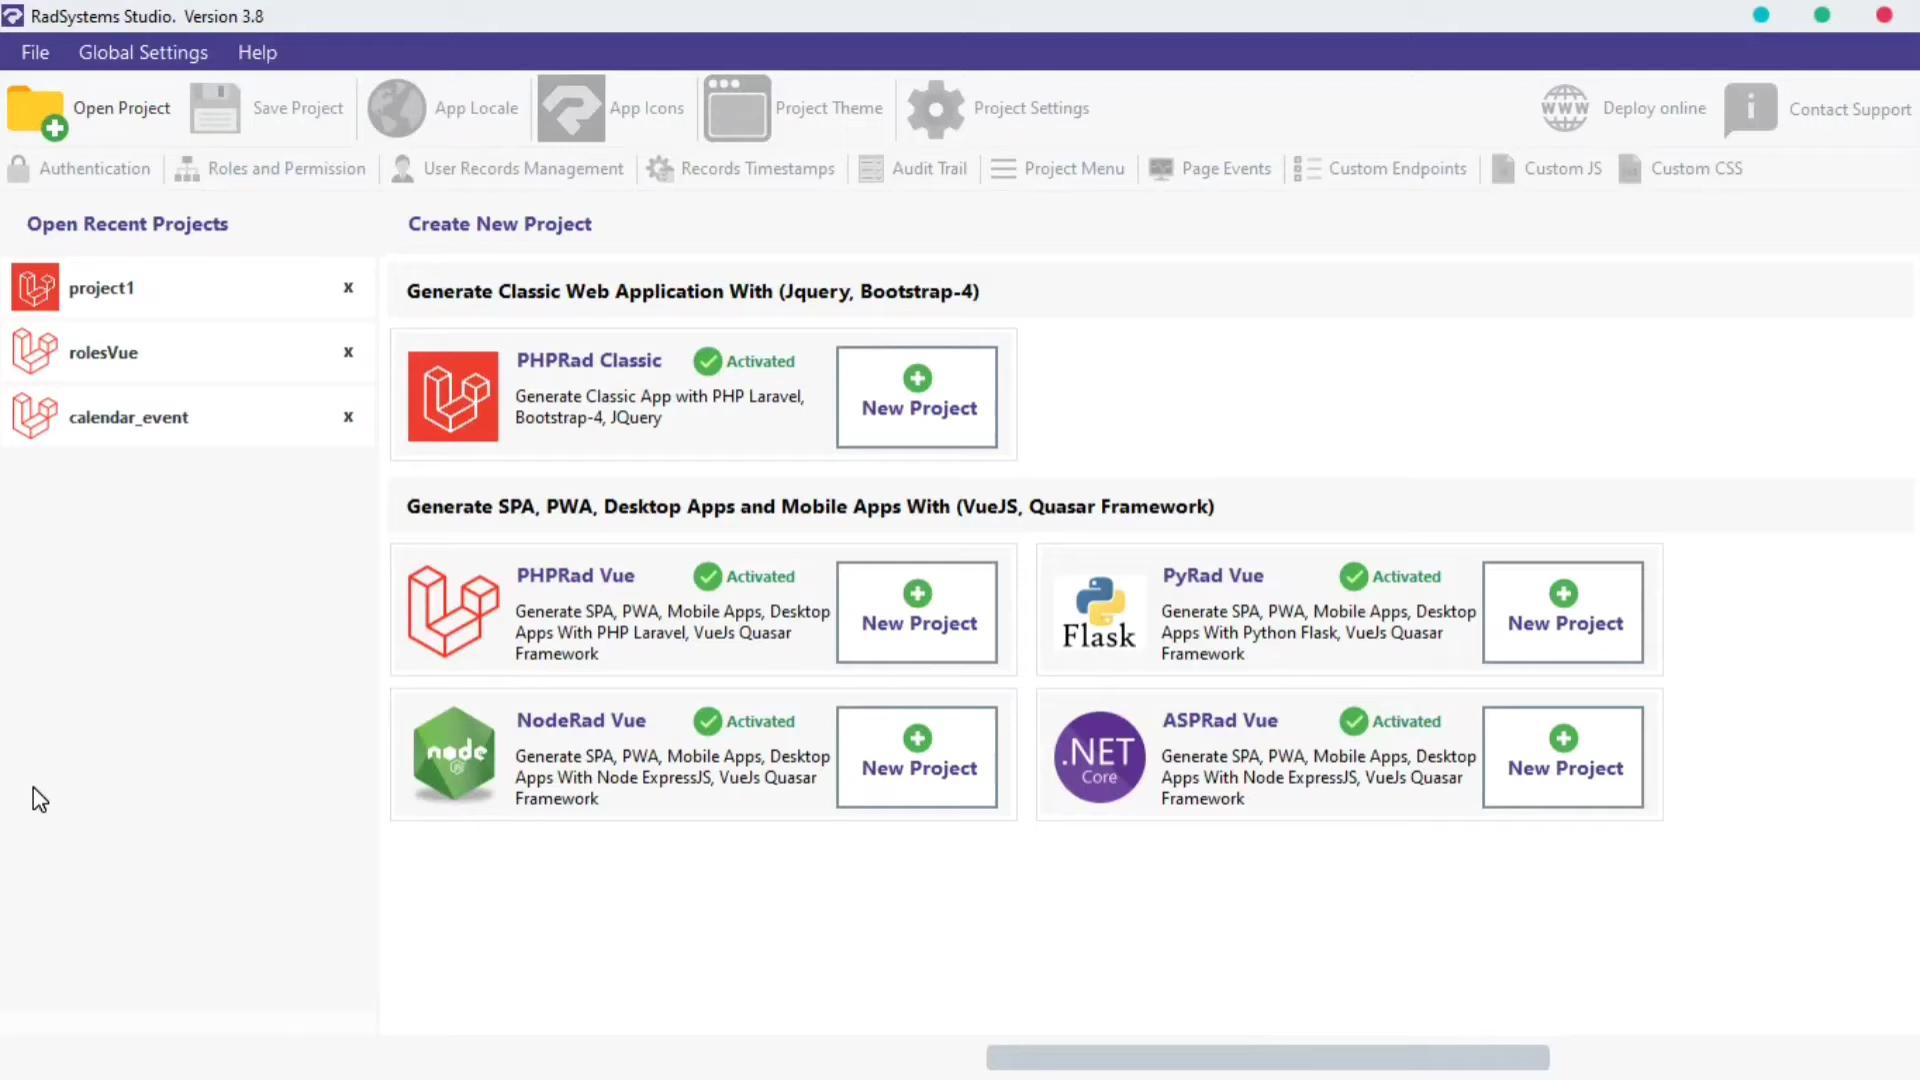 RadSystems Studio. Version 3.8
File Global Settings Help
Open Project Save Project App Locale App Icons Project Theme Project Settings WWW Deploy online Contact Support
Authentication Roles and Permission User Records Management Records Timestamps Audit Trail Project Menu Page Events Custom Endpoints Custom JS Custom CSS
Open Recent Projects
project1 x
rolesVue x
calendar_event x
Create New Project
Generate Classic Web Application With (Jquery, Bootstrap-4)
PHPRad Classic Activated
Generate Classic App with PHP Laravel,
Bootstrap-4, JQuery
New Project
Generate SPA, PWA, Desktop Apps and Mobile Apps With (VueJS, Quasar Framework)
PHPRad Vue Activated
Generate SPA, PWA, Mobile Apps, Desktop
Apps With PHP Laravel, VueJs Quasar
Framework
New Project
Flask
PyRad Vue Activated
Generate SPA, PWA, Mobile Apps, Desktop
Apps With Python Flask, VueJs Quasar
Framework
New Project
node
NodeRad Vue Activated
Generate SPA, PWA, Mobile Apps, Desktop
Apps With Node ExpressJS, VueJs Quasar
Framework
New Project
.NET
Core
ASPRad Vue Activated
Generate SPA, PWA, Mobile Apps, Desktop
Apps With Node ExpressJS, VueJs Quasar
Framework
New Project